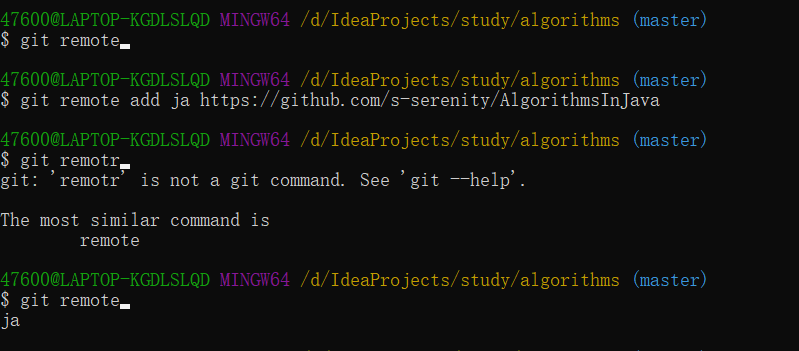 47600@LAPTOP-KGDLSLQD MINGW64 /d/IdeaProjects/study/algorithms (master)
$ git remote
47600@LAPTOP-KGDLSLQD MINGW64 /d/IdeaProjects/study/algorithms (master)
$ git remote add ja https://github.com/s-serenity/AlgorithmsInJava
47600@LAPTOP-KGDLSLQD MINGW64 /d/IdeaProjects/study/algorithms (master)
$ git remotr
git: 'remotr' is not a git command. See 'git --help'.
The most similar command is
remote
47600@LAPTOP-KGDLSLQD MINGW64 /d/IdeaProjects/study/algorithms (master)
$ git remote
ja